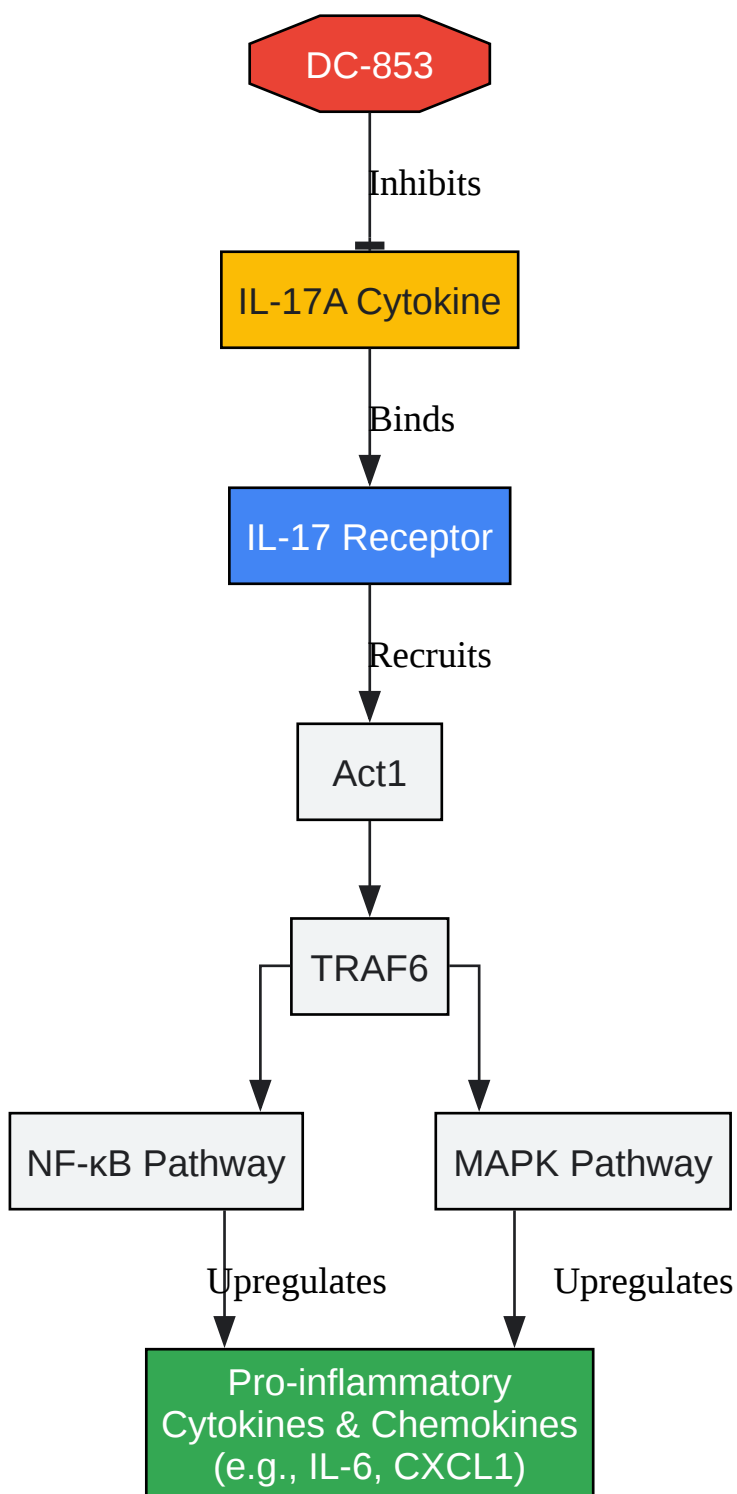 DC-853
Inhibits
IL-17A Cytokine
Binds
IL-17 Receptor
Recruits
Act1
TRAF6
NF-κB Pathway
MAPK Pathway
Upregulates
Upregulates
Pro-inflammatory
Cytokines & Chemokines
(e.g., IL-6, CXCL1)